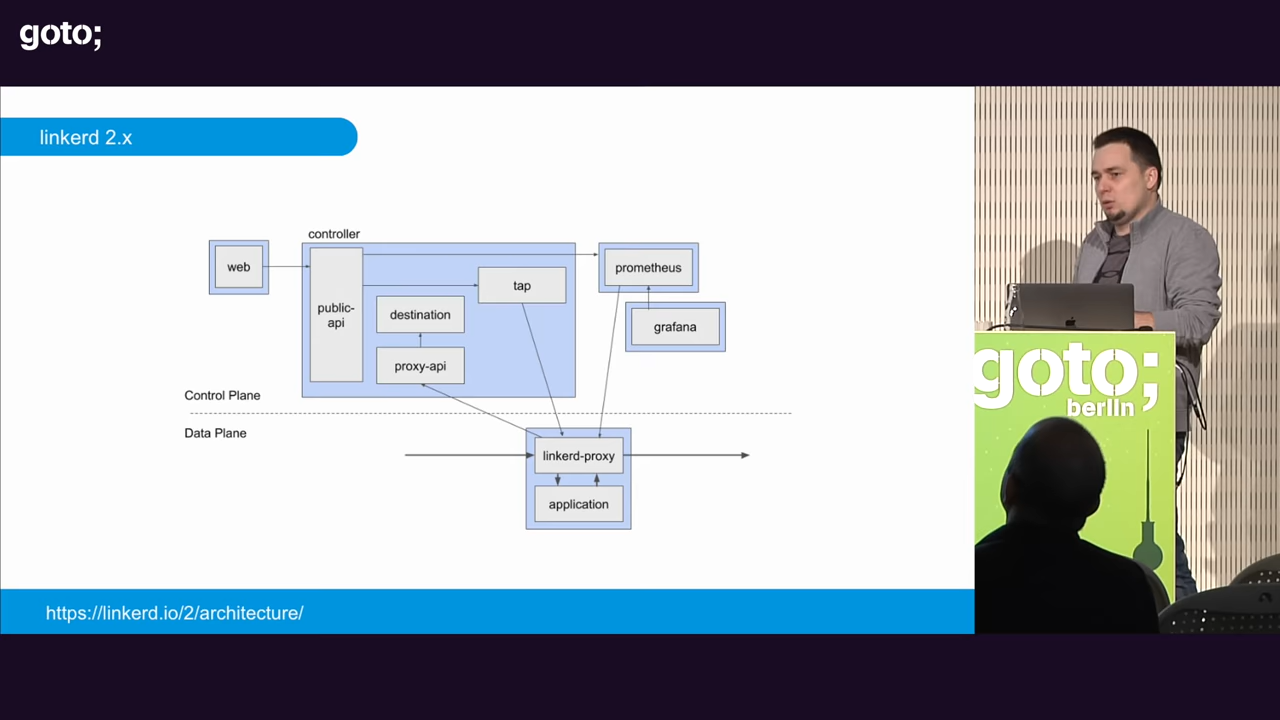 goto;
linkerd 2.x
controller
web
public-
api
tap
destination
proxy-api
prometheus
grafana
Control Plane
Data Plane
linkerd-proxy
application
https://linkerd.io/2/architecture/
goto;
berlin